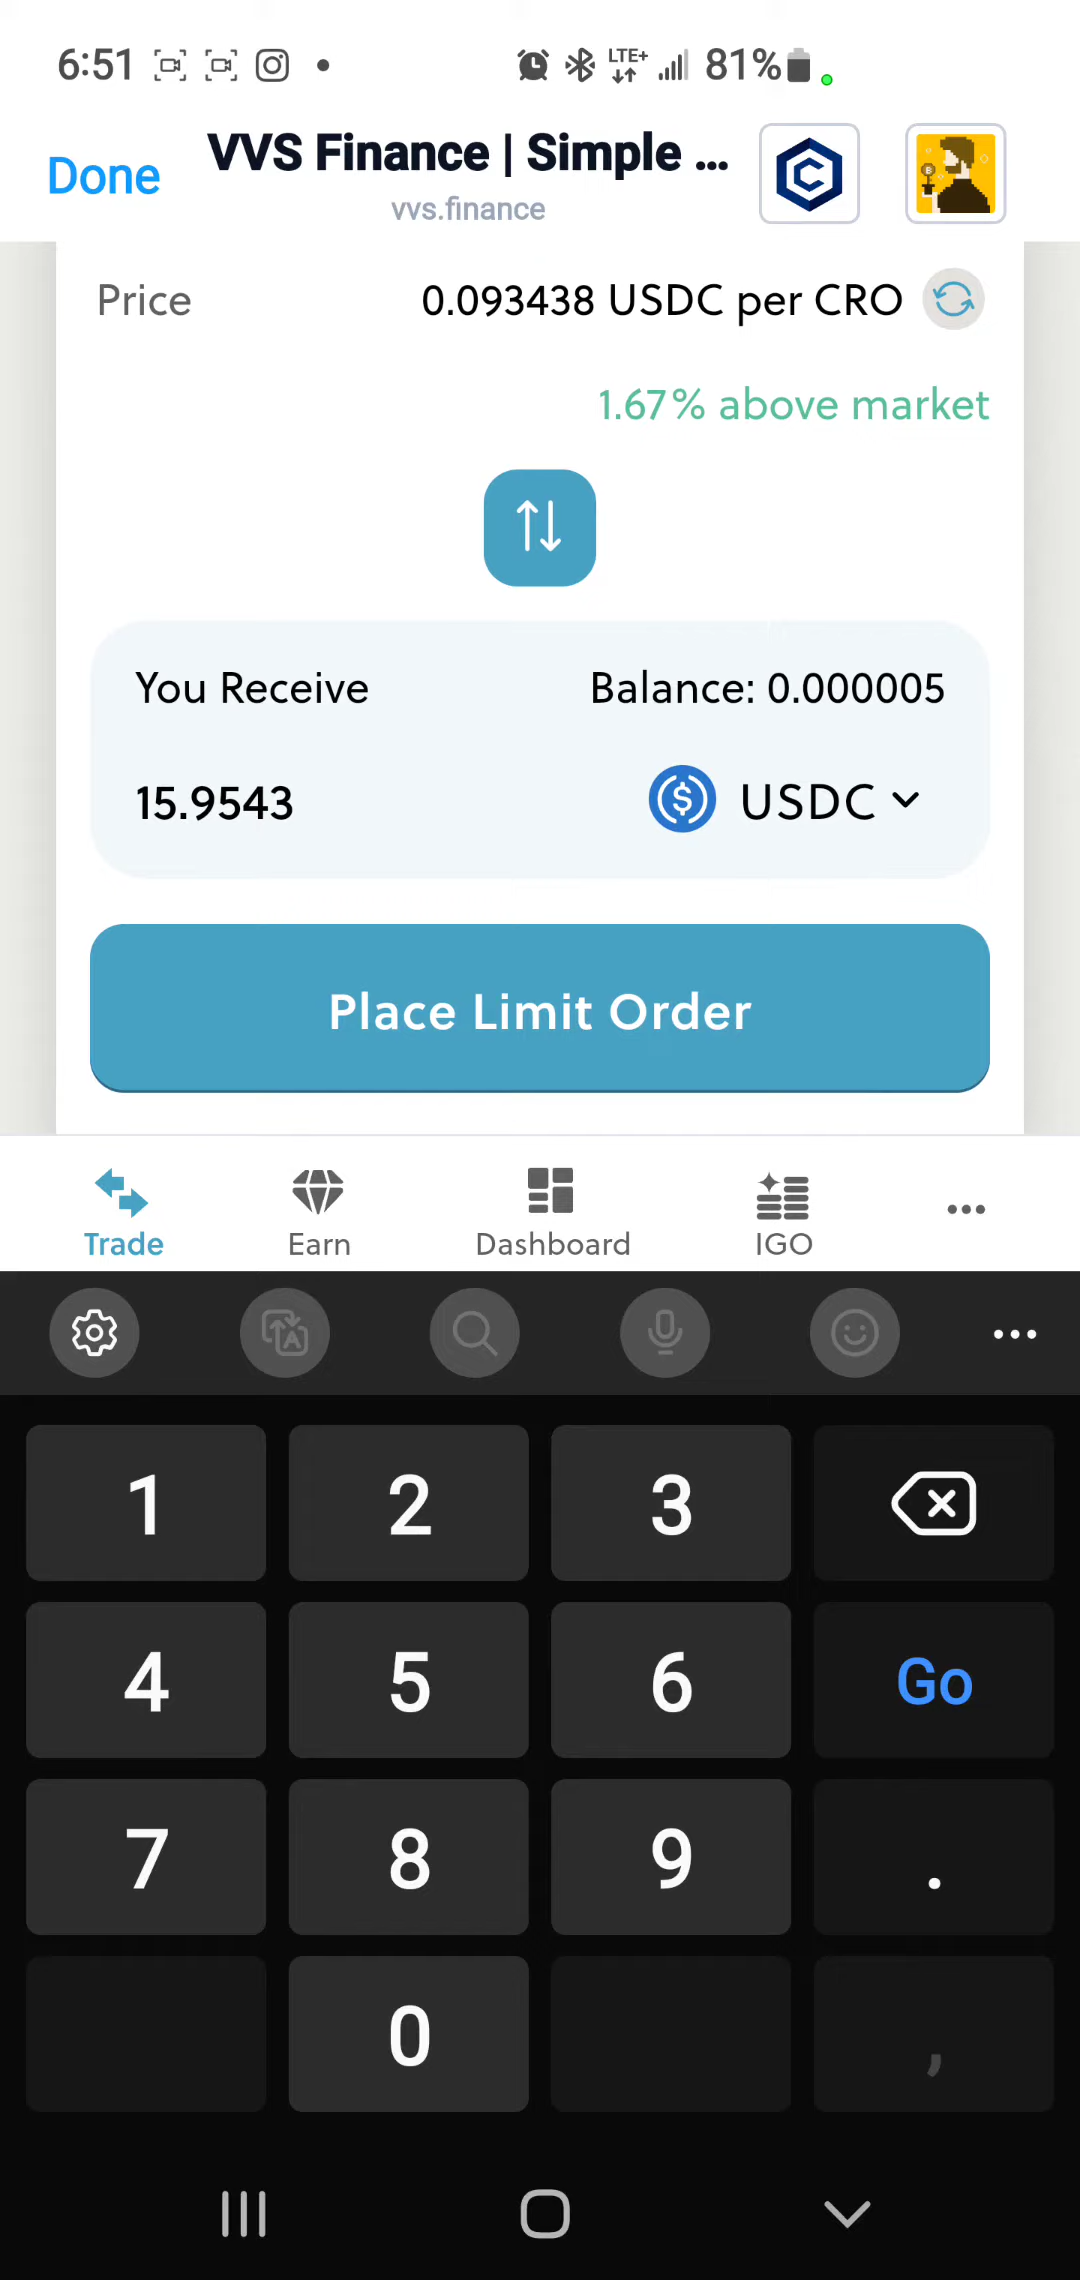 6:51
LTE+
81%
Done
VVS Finance | Simple ...
vvs.finance
Price
0.093438 USDC per CRO
1.67% above market
You Receive
Balance: 0.000005
15.9543
USDC
Place Limit Order
Trade
Earn
Dashboard
IGO
1
2
3
4
5
6
Go
7
8
9
.
0
,